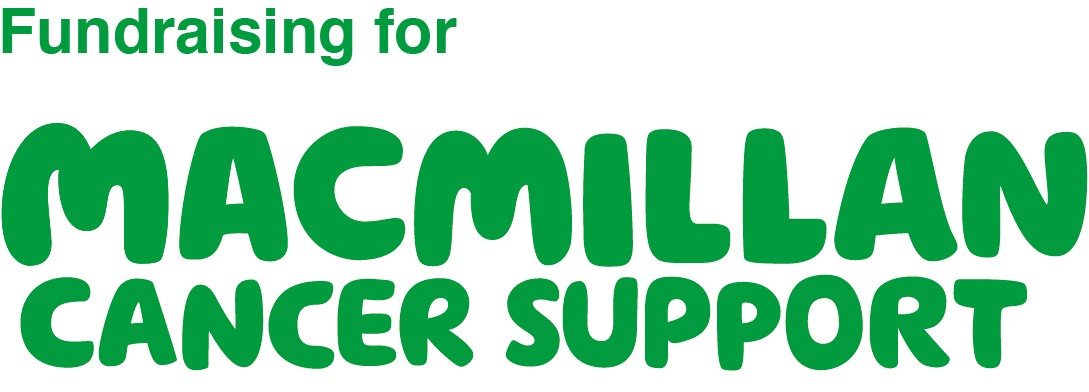 Fundraising for
MACMILLAN
CANCER SUPPORT